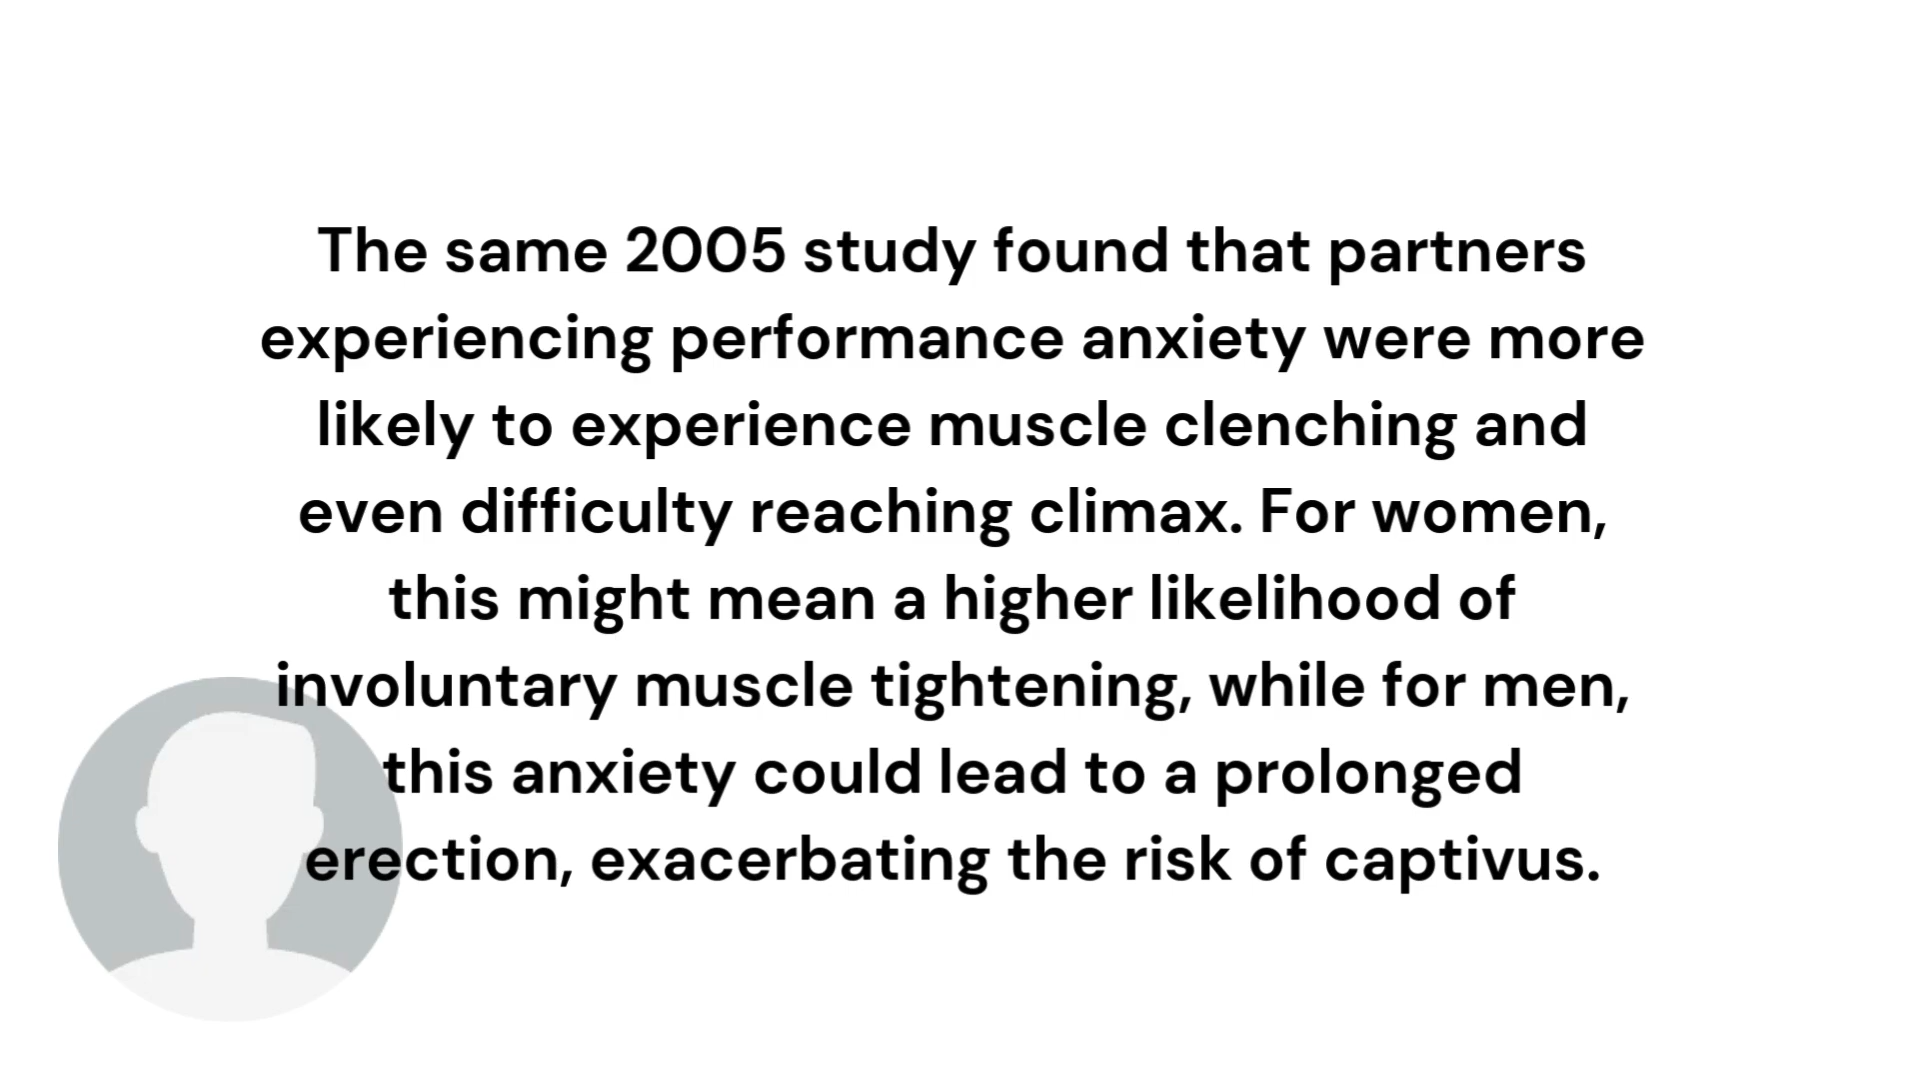 The same 2005 study found that partners
experiencing performance anxiety were more
likely to experience muscle clenching and
even difficulty reaching climax. For women,
this might mean a higher likelihood of
involuntary muscle tightening, while for men,
this anxiety could lead to a prolonged
erection, exacerbating the risk of captivus.